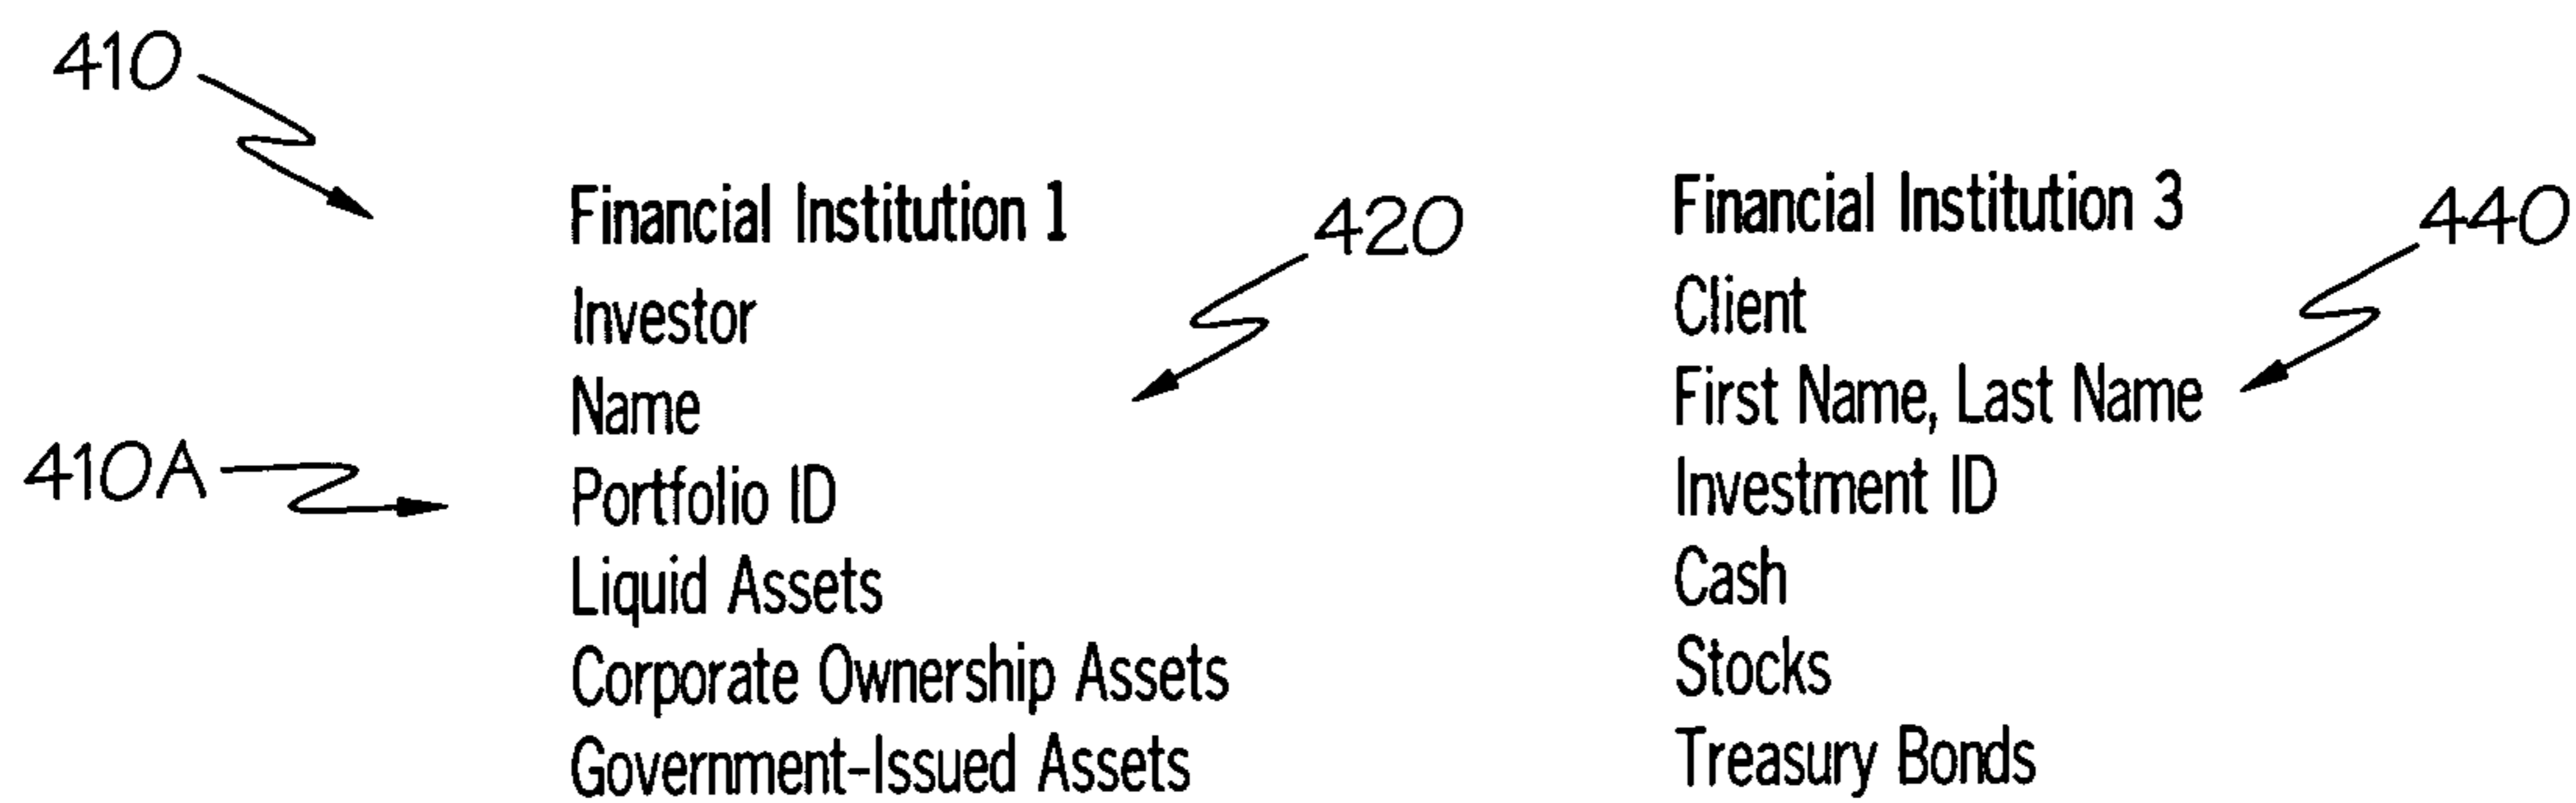 410
Financial Institution 1
Investor
Name
Portfolio ID
Liquid Assets
Corporate Ownership Assets
Government-Issued Assets
410A
420
Financial Institution 3
Client
First Name, Last Name
Investment ID
Cash
Stocks
Treasury Bonds
440